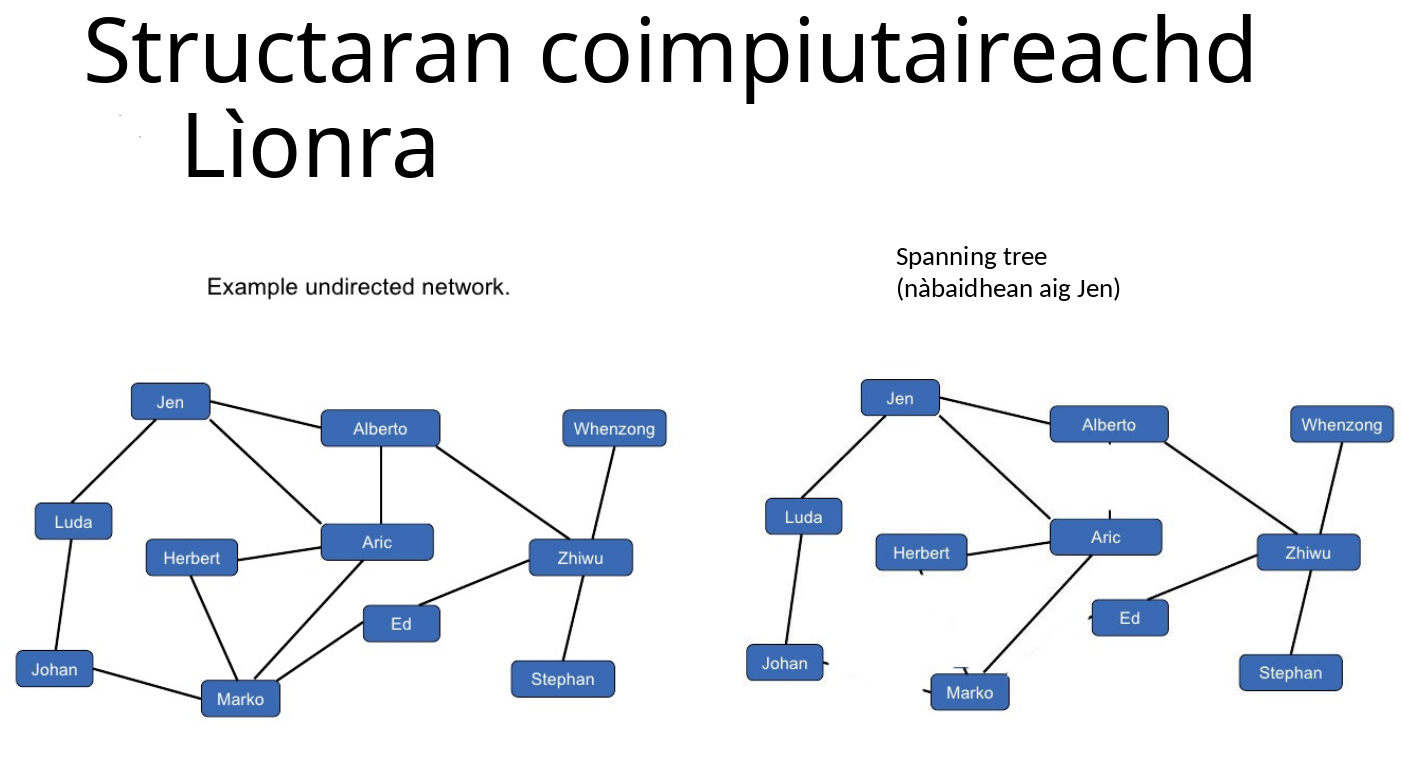 Structaran coimpiutaireachd
Lìonra
Example undirected network.
Spanning tree
(nàbaidhean aig Jen)
Jen
Alberto
Whenzong
Luda
Herbert
Aric
Zhiwu
Ed
Johan
Marko
Stephan
Jen
Alberto
Whenzong
Luda
Herbert
Aric
Zhiwu
Ed
Johan
Marko
Stephan